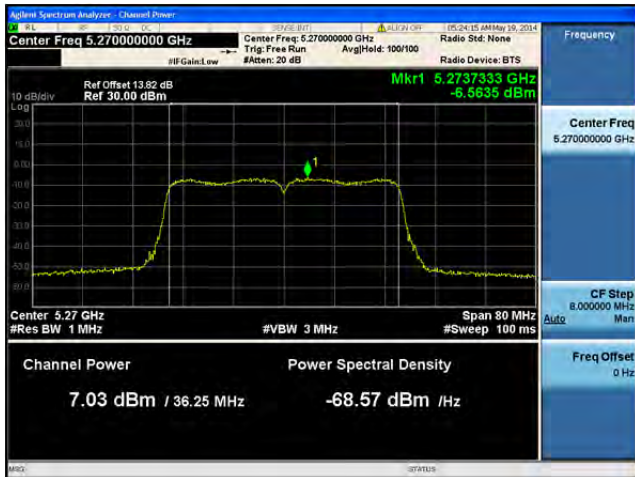 Agilent Spectrum Analyzer - Channel Power
RL RF 50 Ω DC SENSE:INT ALIGN OFF 05:24:15 AM May 19, 2014
Center Freq 5.270000000 GHz
Center Freq: 5.270000000 GHz
Radio Std: None
Trig: Free Run Avg|Hold: 100/100
#IFGain:Low #Atten: 20 dB Radio Device: BTS
Ref Offset 13.82 dB
10 dB/div Ref 30.00 dBm
Mkr1 5.2737333 GHz
-6.5635 dBm
Log
20.0
10.0
0.00
1
-10.0
-20.0
-30.0
-40.0
-50.0
-60.0
Center 5.27 GHz Span 80 MHz
#Res BW 1 MHz #VBW 3 MHz #Sweep 100 ms
Channel Power Power Spectral Density
7.03 dBm / 36.25 MHz -68.57 dBm /Hz
MSG STATUS
Frequency
Center Freq
5.270000000 GHz
CF Step
8.000000 MHz
Auto Man
Freq Offset
0 Hz